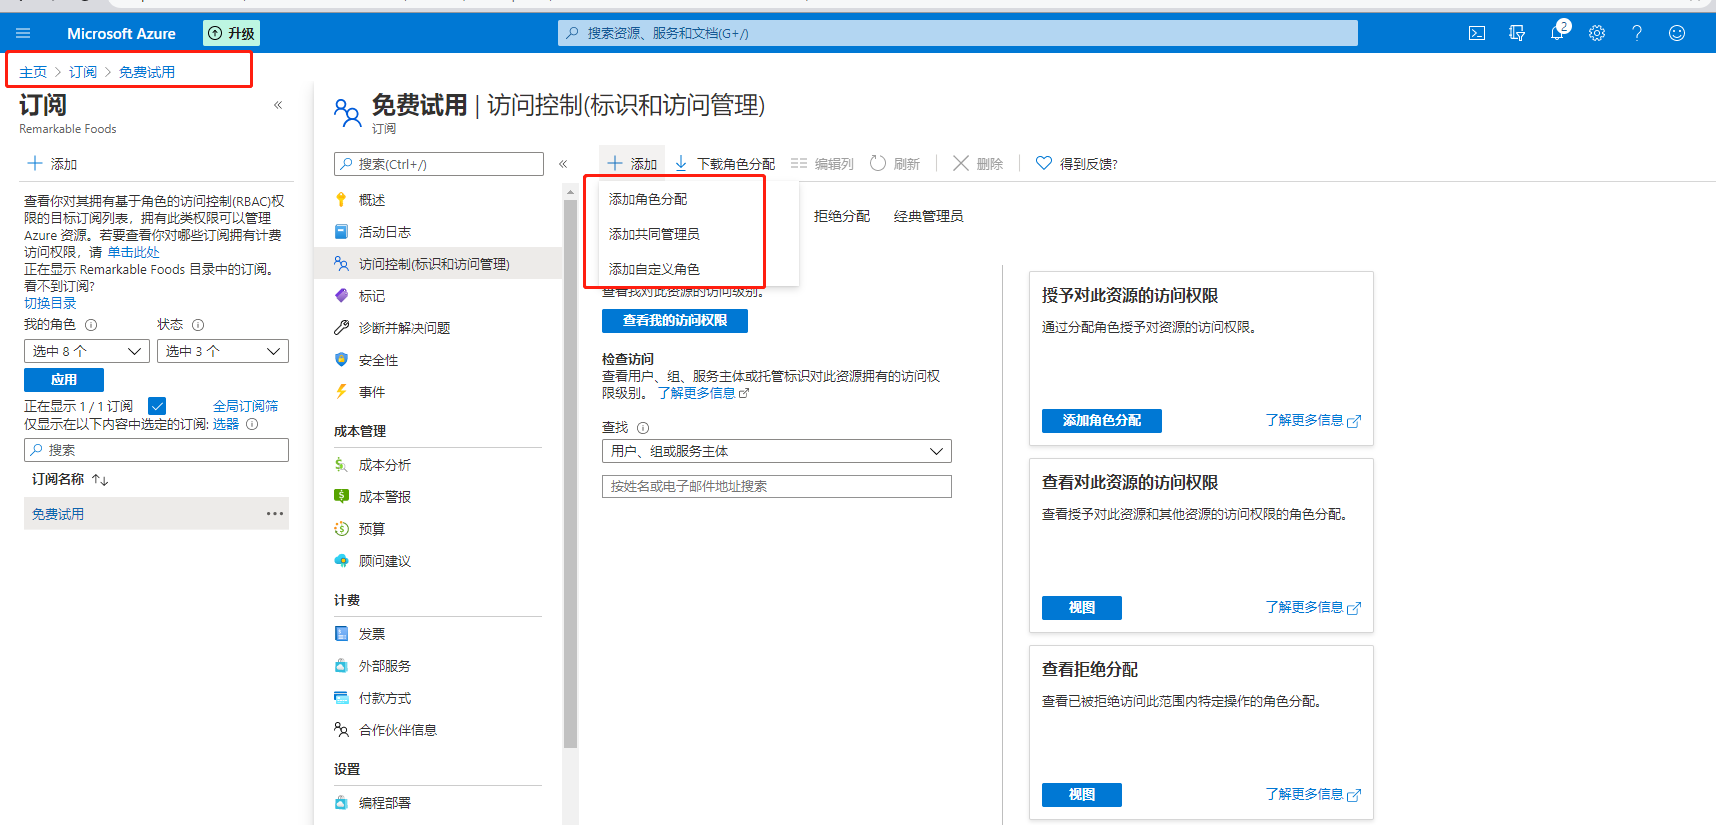 Microsoft Azure
升级
搜索资源、服务和文档(G+/)
2
主页 > 订阅 > 免费试用
订阅
Remarkable Foods
«
添加
查看你对其拥有基于角色的访问控制(RBAC)权
限的目标订阅列表，拥有此类权限可以管理
Azure 资源。若要查看你对哪些订阅拥有计费
访问权限，请 单击此处
正在显示 Remarkable Foods 目录中的订阅。
看不到订阅?
切换目录
我的角色
状态
选中 8 个
选中 3 个
应用
正在显示 1 / 1 订阅
仅显示在以下内容中选定的订阅:
全局订阅筛
选器
搜索
订阅名称
免费试用
免费试用 | 访问控制(标识和访问管理)
订阅
搜索(Ctrl+/)
«
概述
活动日志
访问控制(标识和访问管理)
标记
诊断并解决问题
安全性
事件
成本管理
成本分析
成本警报
预算
顾问建议
计费
发票
外部服务
付款方式
合作伙伴信息
设置
编程部署
添加
下载角色分配
编辑列
刷新
删除
得到反馈?
添加角色分配
添加共同管理员
添加自定义角色
拒绝分配
经典管理员
查看我对此资源的访问级别。
查看我的访问权限
检查访问
查看用户、组、服务主体或托管标识对此资源拥有的访问权
限级别。 了解更多信息
查找
用户、组或服务主体
按姓名或电子邮件地址搜索
授予对此资源的访问权限
通过分配角色授予对资源的访问权限。
添加角色分配
了解更多信息
查看对此资源的访问权限
查看授予对此资源和其他资源的访问权限的角色分配。
视图
了解更多信息
查看拒绝分配
查看已被拒绝访问此范围内特定操作的角色分配。
视图
了解更多信息